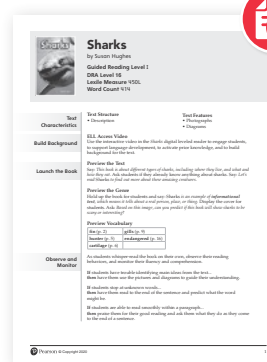 Sharks
Sharks
by Susan Hughes
Guided Reading Level I
DRA Level 16
Lexile Measure 450L
Word Count 414
Text
Characteristics
Text Structure
• Description
Text Features
• Photographs
• Diagrams
Build Background
ELL Access Video
Use the interactive video in the Sharks digital leveled reader to engage students,
to support language development, to activate prior knowledge, and to build
background for the text.
Launch the Book
Preview the Text
Say: This book is about different types of sharks, including where they live, and what and
how they eat. Ask students if they already know anything about sharks. Say: Let's
read Sharks to find out more about these amazing creatures.
Preview the Genre
Hold up the book for students and say: Sharks is an example of informational
text, which means it tells about a real person, place, or thing. Display the cover for
students. Ask: Based on this image, can you predict if this book will show sharks to be
scary or interesting?
Preview Vocabulary
fin (p. 2)
gills (p. 9)
hunter (p. 5)
endangered (p. 16)
cartilage (p. 6)
Observe and
Monitor
As students whisper-read the book on their own, observe their reading
behaviors, and monitor their fluency and comprehension.
If students have trouble identifying main ideas from the text…
then have them use the pictures and diagrams to guide their understanding.
If students stop at unknown words…
then have them read to the end of the sentence and predict what the word
might be.
If students are able to read smoothly within a paragraph…
then praise them for their reading and ask them what they do as they come
to the end of a sentence.
Pearson © Copyright 2020
1